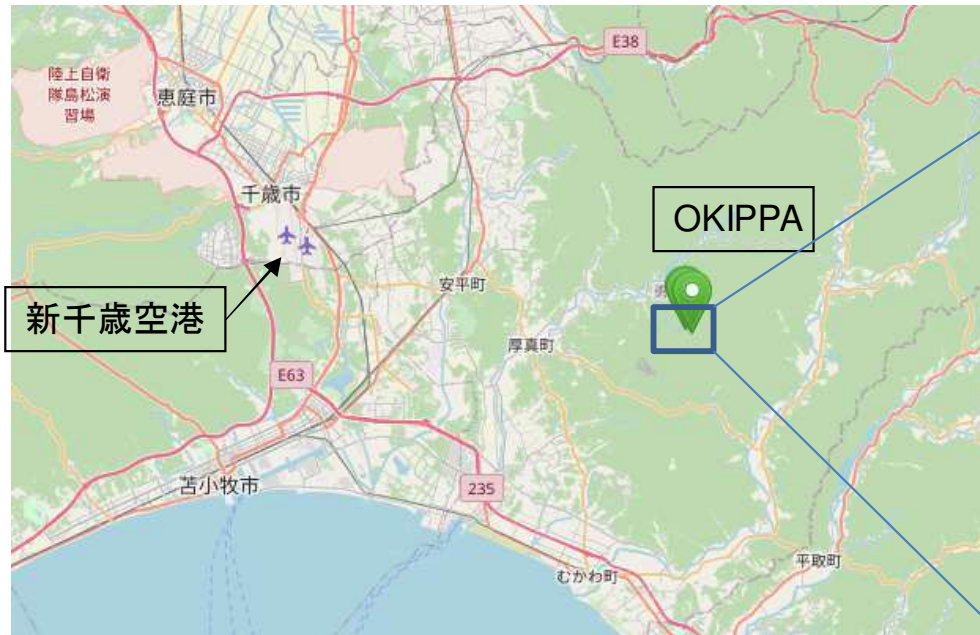 E38
陸上自衛
隊島松演
習場
恵庭市
千歳市
OKIPPA
安平町
新千歳空港
厚真町
E63
苫小牧市
235
平取町
むかわ町